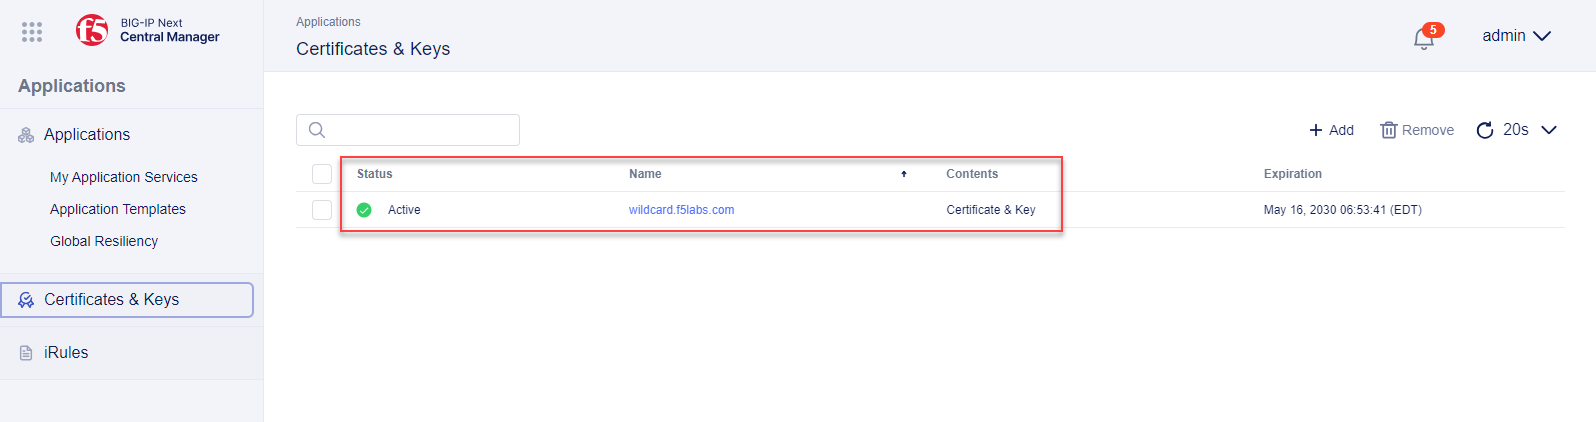 BIG-IP Next
Central Manager
Applications
Applications
My Application Services
Application Templates
Global Resiliency
Certificates & Keys
iRules
Applications
Certificates & Keys
5
admin
Add
Remove
20s
Status Name Contents Expiration
Active wildcard.f5labs.com Certificate & Key May 16, 2030 06:53:41 (EDT)
f5